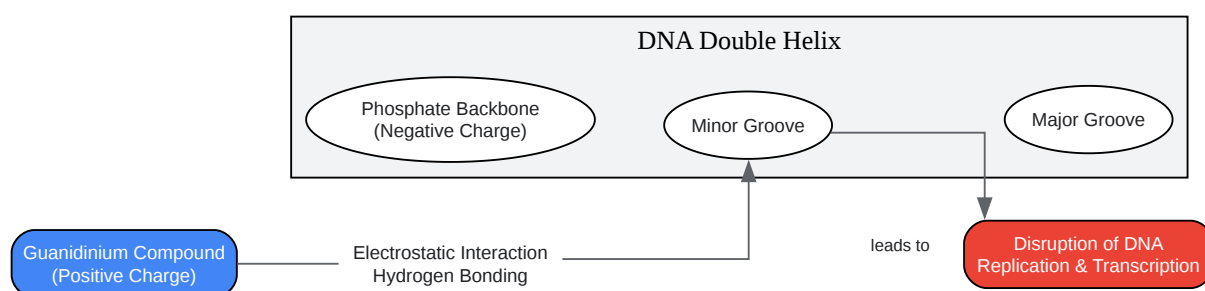 DNA Double Helix
Phosphate Backbone
(Negative Charge)
Minor Groove
Major Groove
Guanidinium Compound
(Positive Charge)
Electrostatic Interaction
Hydrogen Bonding
leads to
Disruption of DNA
Replication & Transcription